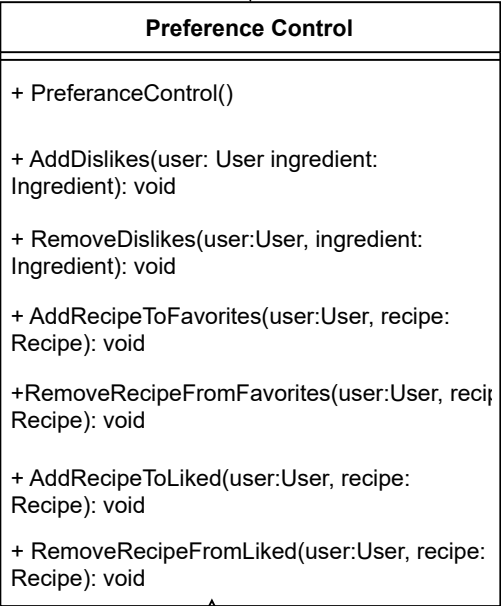 Preference Control
+ PreferanceControl()
+ AddDislikes(user: User ingredient:
Ingredient): void
+ RemoveDislikes(user:User, ingredient:
Ingredient): void
+ AddRecipeToFavorites(user:User, recipe:
Recipe): void
+RemoveRecipeFromFavorites(user:User, recip
Recipe): void
+ AddRecipeToLiked(user:User, recipe:
Recipe): void
+ RemoveRecipeFromLiked(user:User, recipe:
Recipe): void